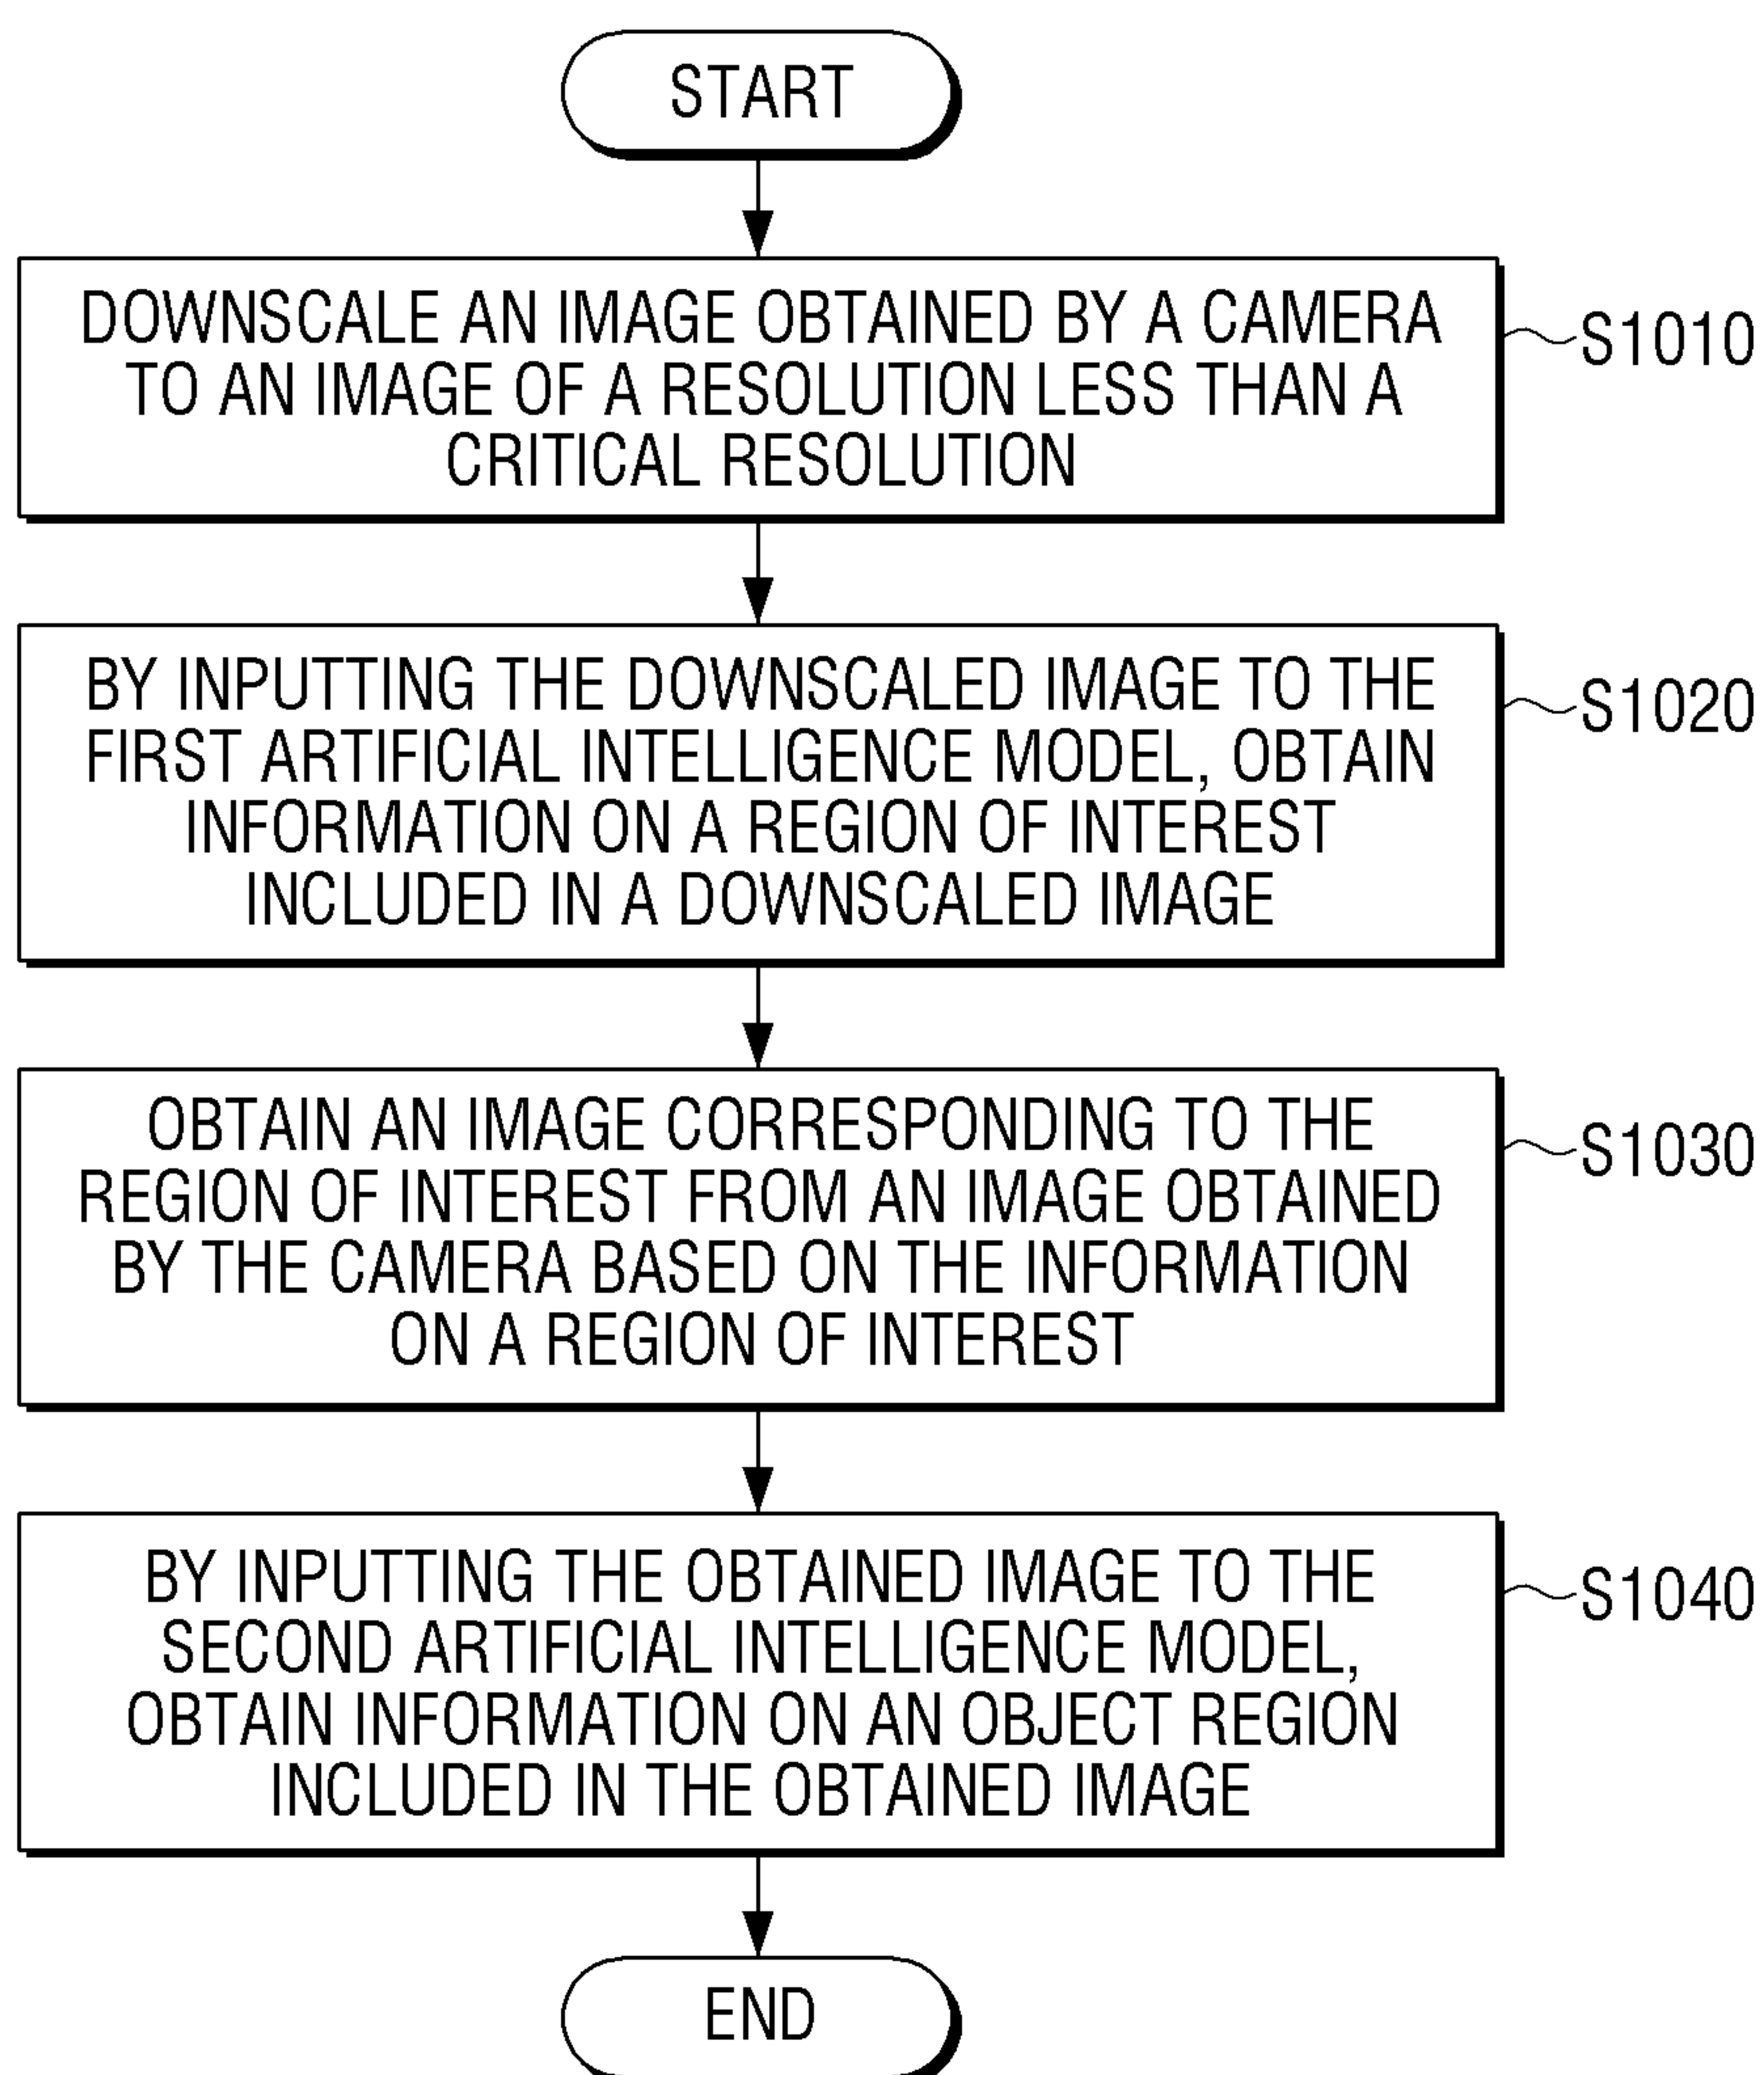 START
DOWNSCALE AN IMAGE OBTAINED BY A CAMERA
TO AN IMAGE OF A RESOLUTION LESS THAN A
CRITICAL RESOLUTION
S1010
BY INPUTTING THE DOWNSCALED IMAGE TO THE
FIRST ARTIFICIAL INTELLIGENCE MODEL, OBTAIN
INFORMATION ON A REGION OF INTEREST
INCLUDED IN A DOWNSCALED IMAGE
S1020
OBTAIN AN IMAGE CORRESPONDING TO THE
REGION OF INTEREST FROM AN IMAGE OBTAINED
BY THE CAMERA BASED ON THE INFORMATION
ON A REGION OF INTEREST
S1030
BY INPUTTING THE OBTAINED IMAGE TO THE
SECOND ARTIFICIAL INTELLIGENCE MODEL,
OBTAIN INFORMATION ON AN OBJECT REGION
INCLUDED IN THE OBTAINED IMAGE
S1040
END